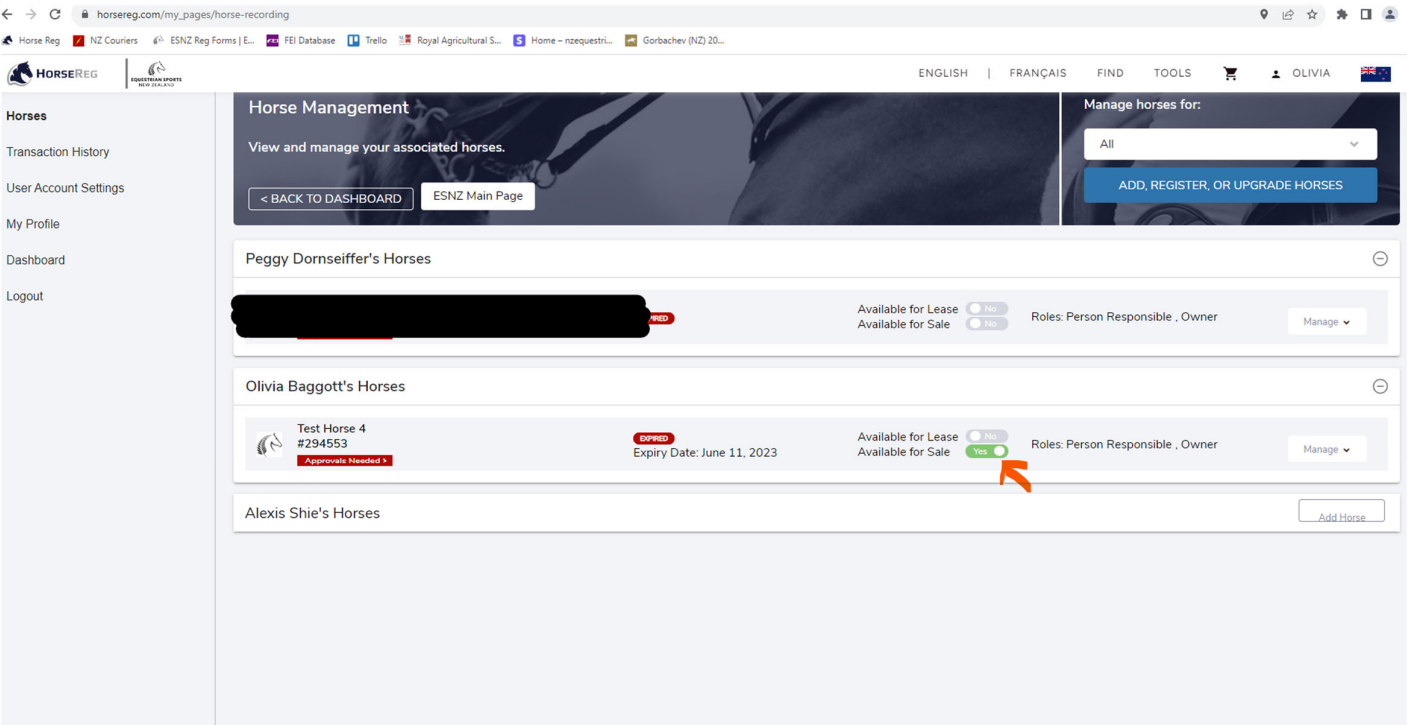 horsereg.com/my_pages/horse-recording
Horse Reg NZ Couriers ESNZ Reg Forms | E... FEI Database Trello Royal Agricultural S... Home – nzequestri... Gorbachev (NZ) 20...
HORSEREG
EQUESTRIAN SPORTS
NEW ZEALAND
ENGLISH | FRANÇAIS FIND TOOLS OLIVIA
Horses
Transaction History
User Account Settings
My Profile
Dashboard
Logout
Horse Management
View and manage your associated horses.
< BACK TO DASHBOARD ESNZ Main Page
Manage horses for:
All
ADD, REGISTER, OR UPGRADE HORSES
Peggy Dornseiffer's Horses
Available for Lease No
Available for Sale No
Roles: Person Responsible , Owner
Manage
Olivia Baggott's Horses
Test Horse 4
#294553
Approvals Needed >
EXPIRED
Expiry Date: June 11, 2023
Available for Lease No
Available for Sale Yes
Roles: Person Responsible , Owner
Manage
Alexis Shie's Horses
Add Horse